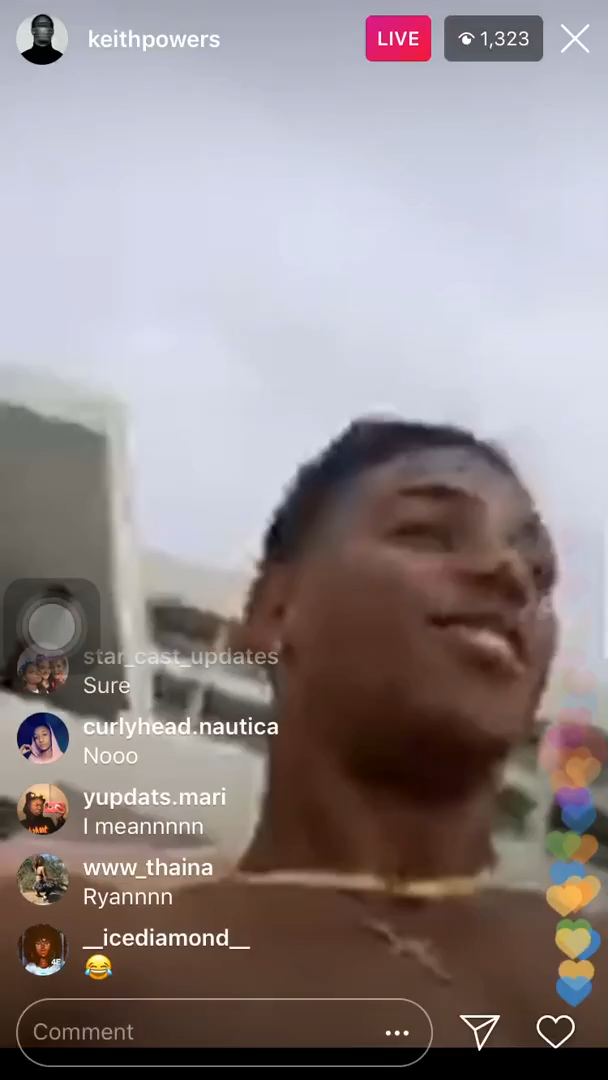 keithpowers
LIVE
1,323
star_cast_updates
Sure
curlyhead.nautica
Nooo
yupdats.mari
I meannnnn
www_thaina
Ryannnn
__icediamond__
😂
Comment